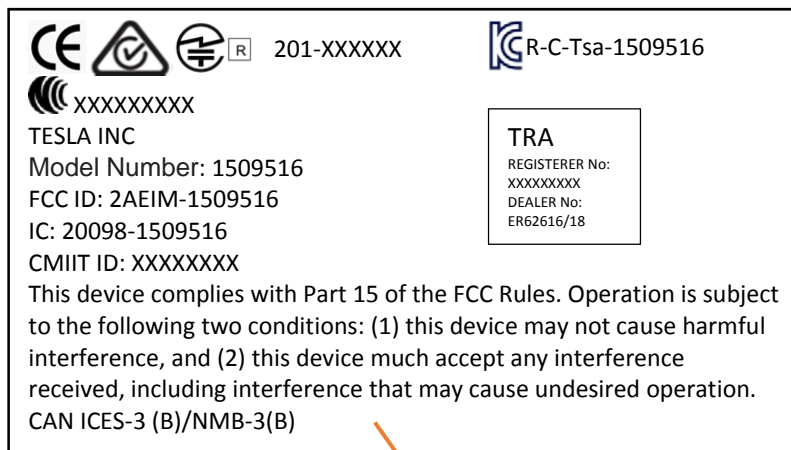 CE R 201-XXXXXX
R-C-Tsa-1509516
XXXXXXXXX
TESLA INC
Model Number: 1509516
FCC ID: 2AEIM-1509516
IC: 20098-1509516
CMIIT ID: XXXXXXXX
TRA
REGISTERER No:
XXXXXXXXX
DEALER No:
ER62616/18
This device complies with Part 15 of the FCC Rules. Operation is subject
to the following two conditions: (1) this device may not cause harmful
interference, and (2) this device much accept any interference
received, including interference that may cause undesired operation.
CAN ICES-3 (B)/NMB-3(B)